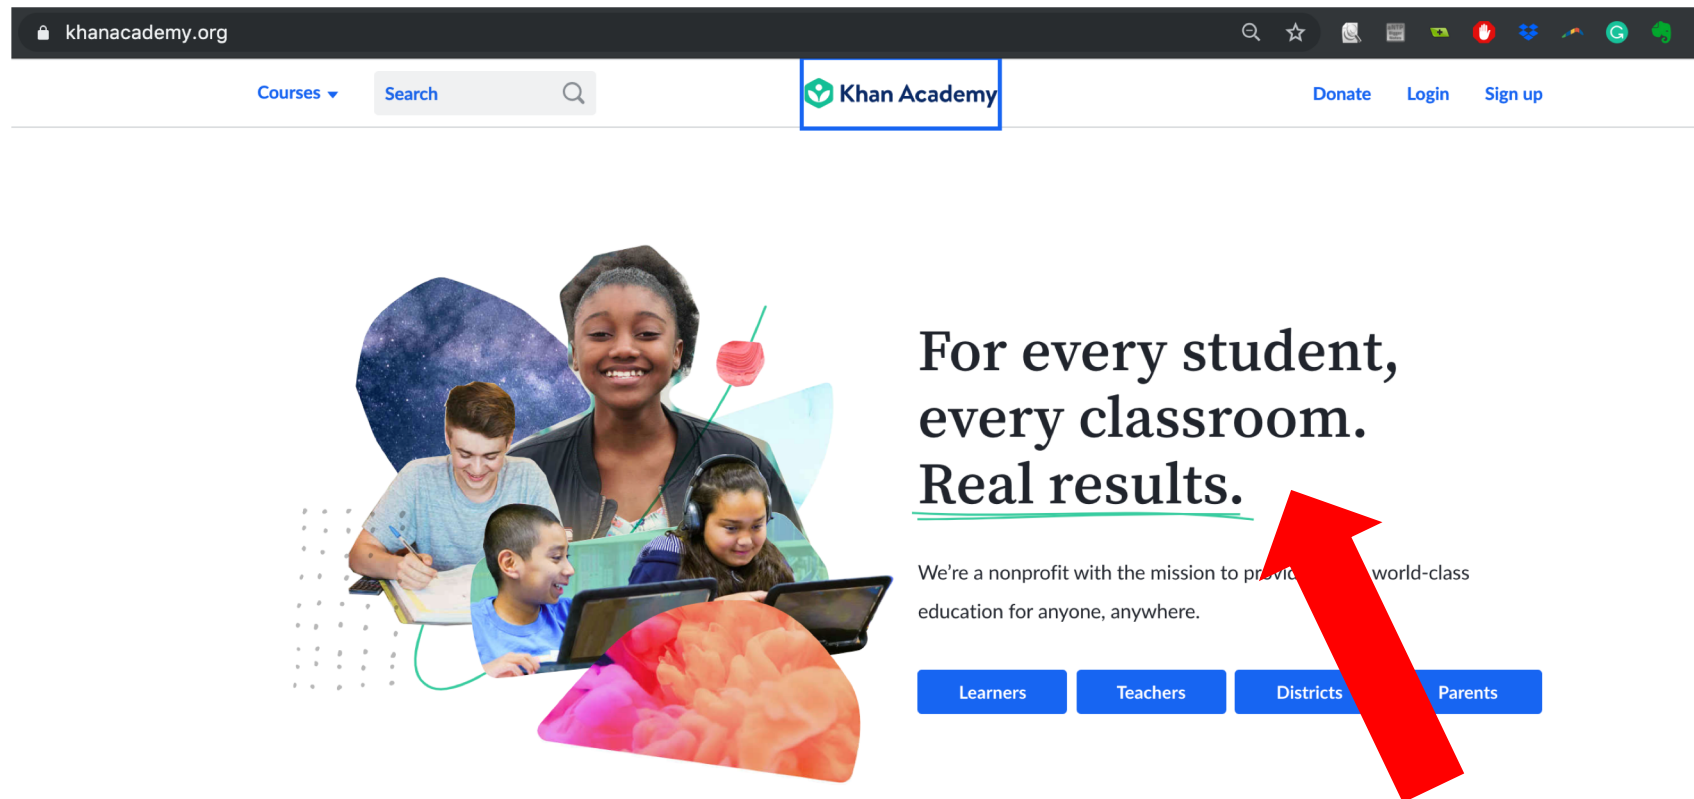 khanacademy.org
Courses
Search
Khan Academy
Donate
Login
Sign up
For every student,
every classroom.
Real results.
We're a nonprofit with the mission to world-class
education for anyone, anywhere.
Learners
Teachers
Districts
Parents